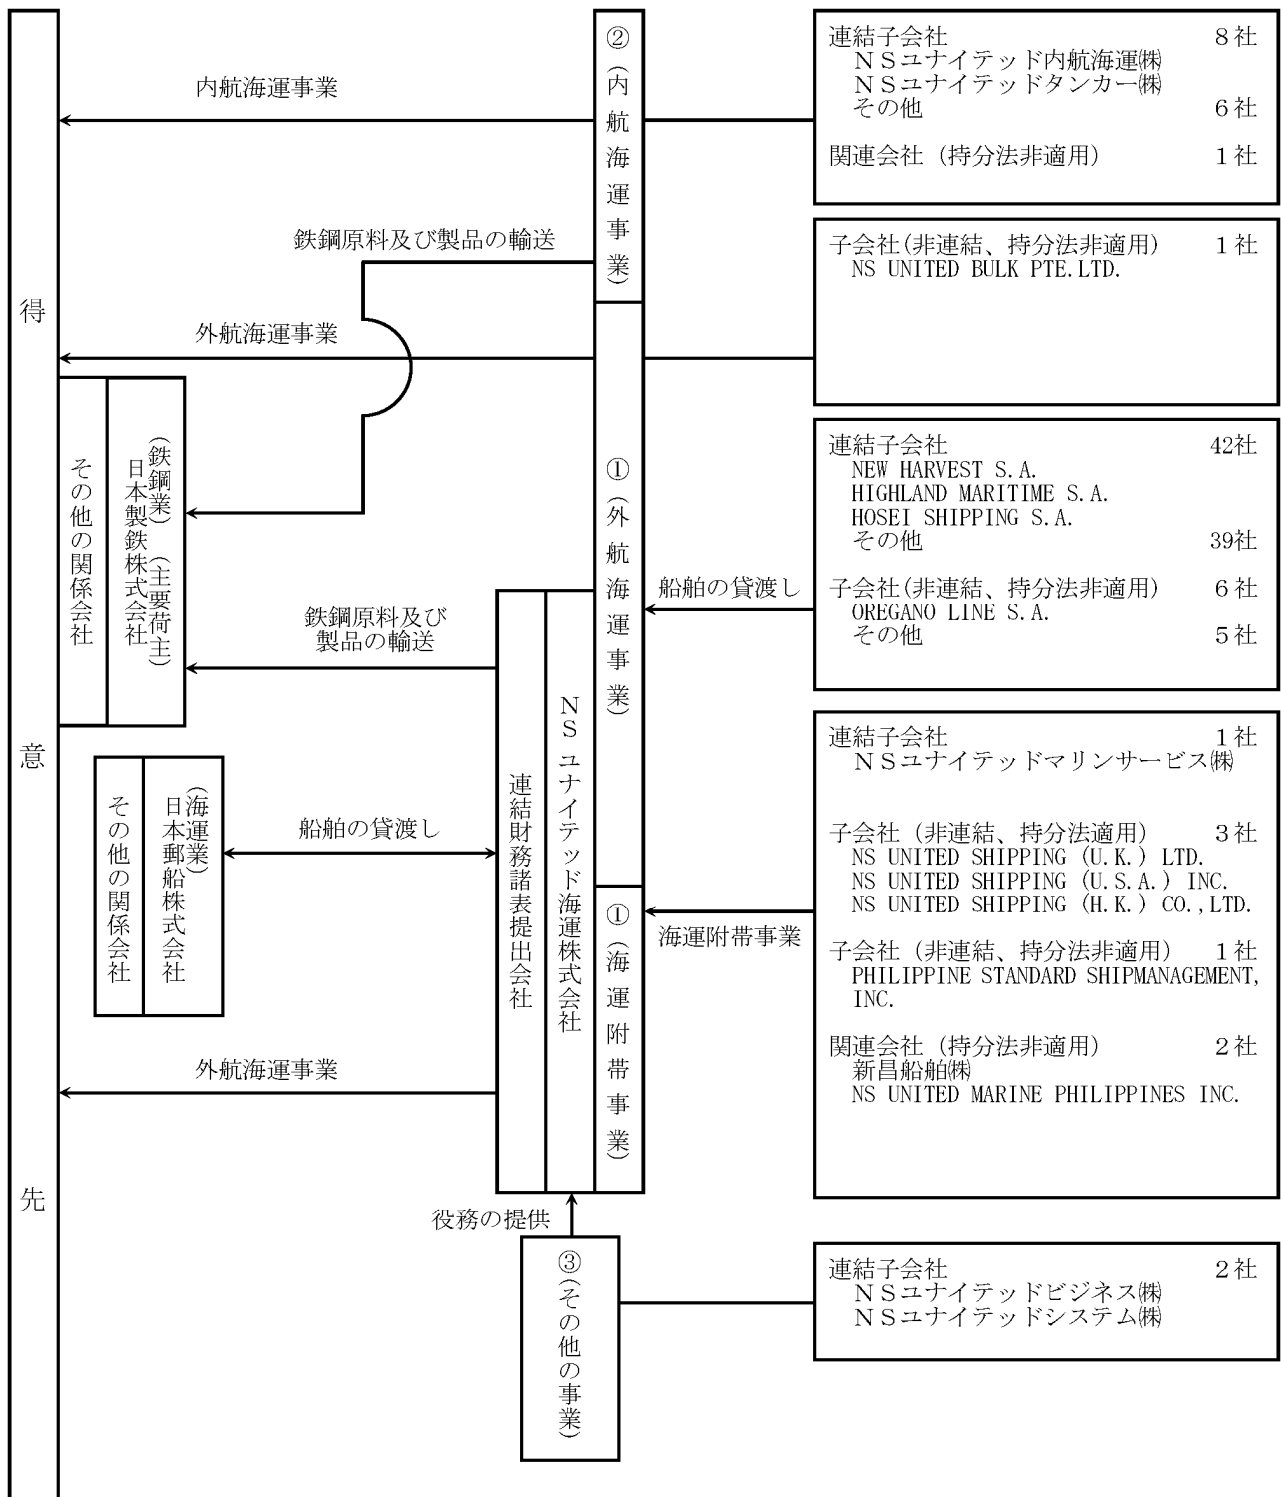 得意先
内航海運事業
鉄鋼原料及び製品の輸送
外航海運事業
(鉄鋼業)(主要荷主)
日本製鉄株式会社
その他の関係会社
鉄鋼原料及び
製品の輸送
(海運業)
日本郵船株式会社
その他の関係会社
船舶の貸渡し
外航海運事業
②(内航海運事業)
①(外航海運事業)
①(海運附帯事業)
NSユナイテッド海運株式会社
連結財務諸表提出会社
役務の提供
③(その他の事業)
船舶の貸渡し
海運附帯事業
連結子会社 8社
NSユナイテッド内航海運㈱
NSユナイテッドタンカー㈱
その他 6社
関連会社(持分法非適用) 1社
子会社(非連結、持分法非適用) 1社
NS UNITED BULK PTE.LTD.
連結子会社 42社
NEW HARVEST S.A.
HIGHLAND MARITIME S.A.
HOSEI SHIPPING S.A.
その他 39社
子会社(非連結、持分法非適用) 6社
OREGANO LINE S.A.
その他 5社
連結子会社 1社
NSユナイテッドマリンサービス㈱
子会社(非連結、持分法適用) 3社
NS UNITED SHIPPING (U.K.) LTD.
NS UNITED SHIPPING (U.S.A.) INC.
NS UNITED SHIPPING (H.K.) CO.,LTD.
子会社(非連結、持分法非適用) 1社
PHILIPPINE STANDARD SHIPMANAGEMENT,
INC.
関連会社(持分法非適用) 2社
新昌船舶㈱
NS UNITED MARINE PHILIPPINES INC.
連結子会社 2社
NSユナイテッドビジネス㈱
NSユナイテッドシステム㈱